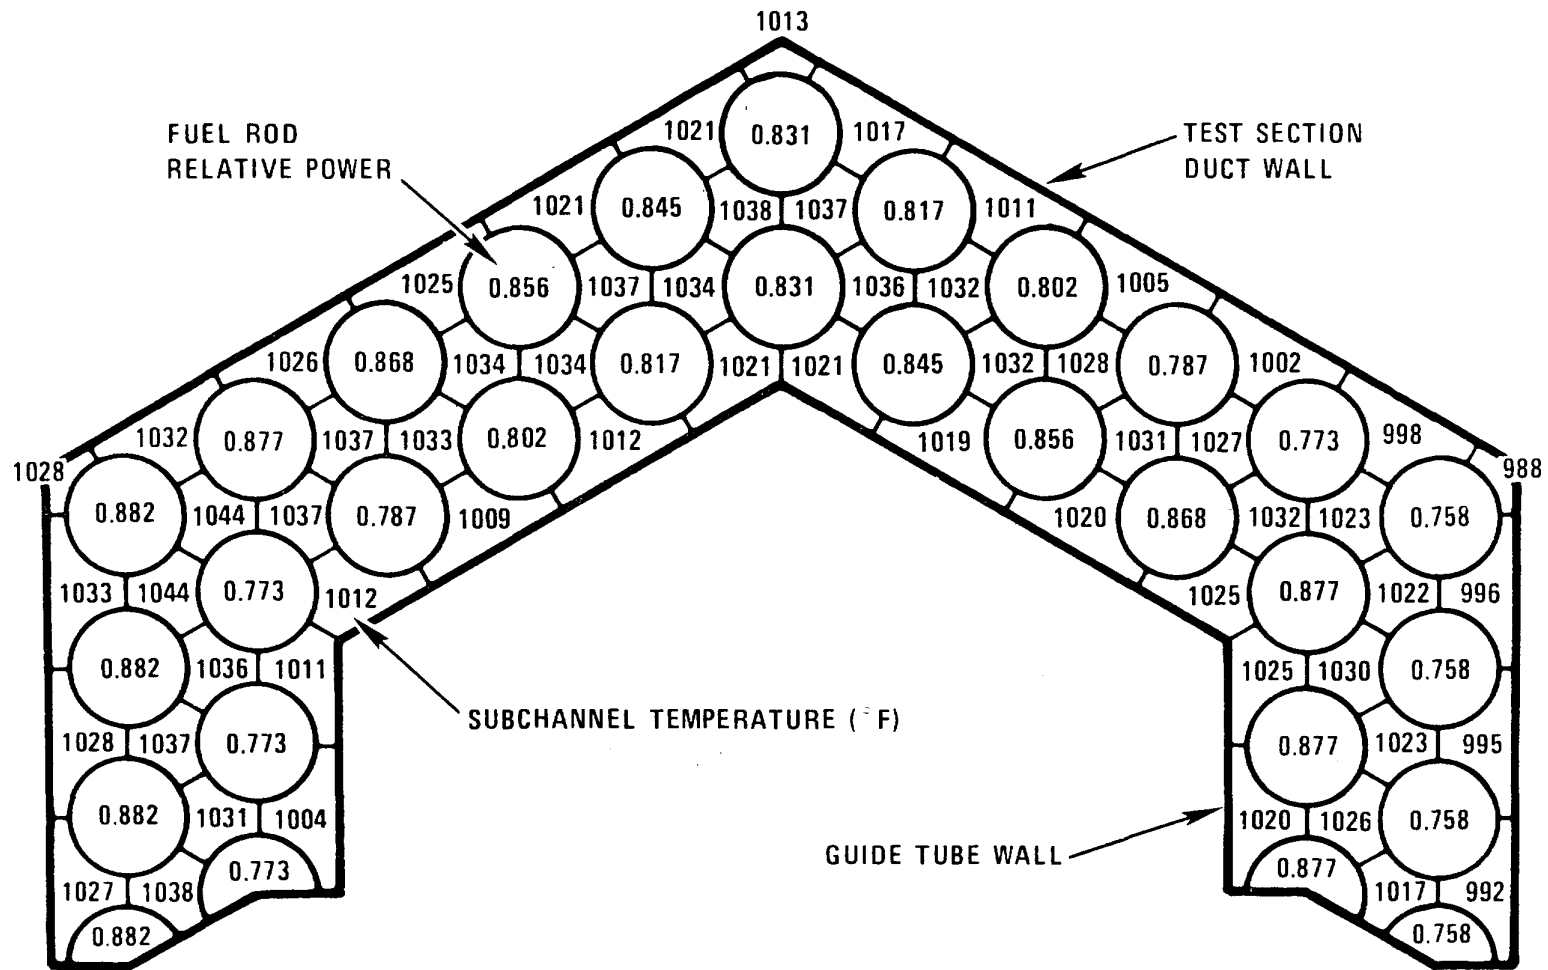 1013
FUEL ROD
RELATIVE POWER
1021 0.831 1017
TEST SECTION
DUCT WALL
1021 0.845 1038 1037 0.817 1011
1025 0.856 1037 1034 0.831 1036 1032 0.802 1005
1026 0.868 1034 1034 0.817 1021 1021 0.845 1032 1028 0.787 1002
1032 0.877 1037 1033 0.802 1012 1019 0.856 1031 1027 0.773 998
1028 988
0.882 1044 1037 0.787 1009 1020 0.868 1032 1023 0.758
1033 1044 0.773 1012 1025 0.877 1022 996
0.882 1036 1011 1025 1030 0.758
SUBCHANNEL TEMPERATURE (°F)
1028 1037 0.773 0.877 1023 995
0.882 1031 1004 1020 1026 0.758
GUIDE TUBE WALL
0.773 0.877
1027 1038 1017 992
0.882 0.758